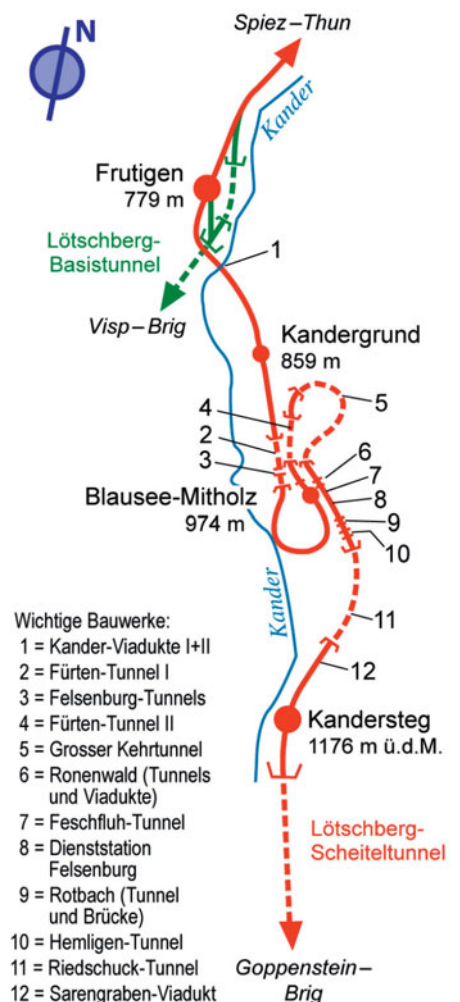 N
Spiez–Thun
Kander
Frutigen
779 m
Lötschberg-
Basistunnel
1
Visp–Brig
Kandergrund
859 m
4
5
2
6
3
7
Blausee-Mitholz
8
974 m
9
10
Kander
11
12
Wichtige Bauwerke:
1 = Kander-Viadukte I+II
2 = Fürten-Tunnel I
3 = Felsenburg-Tunnels
4 = Fürten-Tunnel II
5 = Grosser Kehrtunnel
6 = Ronenwald (Tunnels
und Viadukte)
7 = Feschfluh-Tunnel
8 = Dienststation
Felsenburg
9 = Rotbach (Tunnel
und Brücke)
10 = Hemligen-Tunnel
11 = Riedschuck-Tunnel
12 = Sarengraben-Viadukt
Kandersteg
1176 m ü.d.M.
Lötschberg-
Scheiteltunnel
Goppenstein–
Brig